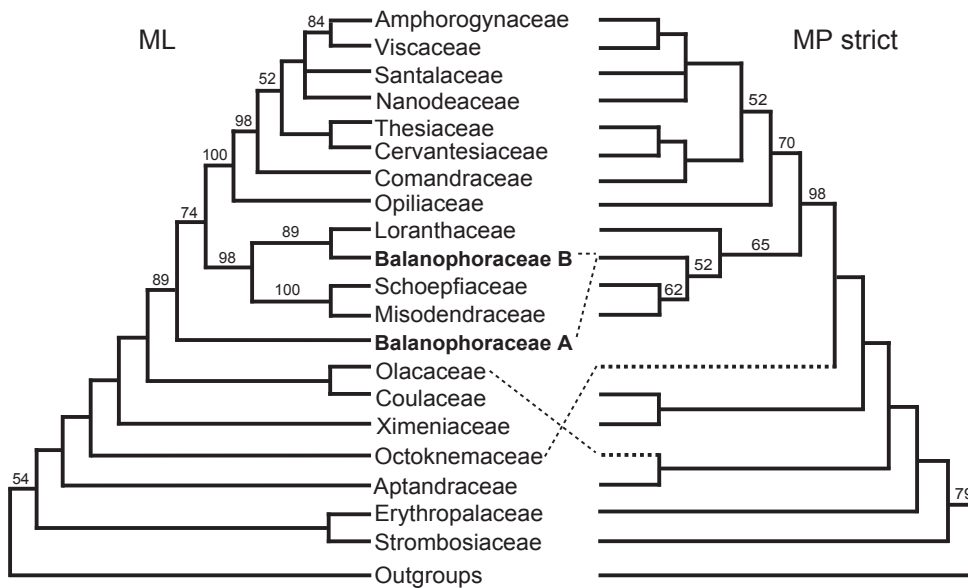 ML
MP strict
84
Amphorogynaceae
Viscaceae
Santalaceae
52
Nanodeaceae
52
98
Thesiaceae
Cervantesiaceae
70
100
Comandraceae
Opiliaceae
98
74
89
Loranthaceae
65
98
Balanophoraceae B
52
89
100
Schoepfiaceae
62
Misodendraceae
Balanophoraceae A
Olacaceae
Coulaceae
Ximeniaceae
Octoknemaceae
54
Aptandraceae
79
Erythropalaceae
Strombosiaceae
Outgroups